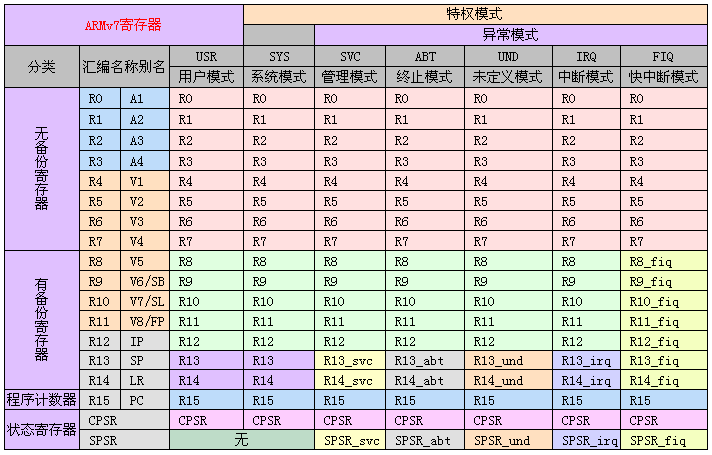 ARMv7寄存器 特权模式
异常模式
分类 汇编名称别名 USR SYS SVC ABT UND IRQ FIQ
用户模式 系统模式 管理模式 终止模式 未定义模式 中断模式 快中断模式
无备份寄存器
R0 A1 R0 R0 R0 R0 R0 R0 R0
R1 A2 R1 R1 R1 R1 R1 R1 R1
R2 A3 R2 R2 R2 R2 R2 R2 R2
R3 A4 R3 R3 R3 R3 R3 R3 R3
R4 V1 R4 R4 R4 R4 R4 R4 R4
R5 V2 R5 R5 R5 R5 R5 R5 R5
R6 V3 R6 R6 R6 R6 R6 R6 R6
R7 V4 R7 R7 R7 R7 R7 R7 R7
有备份寄存器
R8 V5 R8 R8 R8 R8 R8 R8 R8_fiq
R9 V6/SB R9 R9 R9 R9 R9 R9 R9_fiq
R10 V7/SL R10 R10 R10 R10 R10 R10 R10_fiq
R11 V8/FP R11 R11 R11 R11 R11 R11 R11_fiq
R12 IP R12 R12 R12 R12 R12 R12 R12_fiq
R13 SP R13 R13 R13_svc R13_abt R13_und R13_irq R13_fiq
R14 LR R14 R14 R14_svc R14_abt R14_und R14_irq R14_fiq
程序计数器 R15 PC R15 R15 R15 R15 R15 R15 R15
状态寄存器 CPSR CPSR CPSR CPSR CPSR CPSR CPSR CPSR
SPSR 无 SPSR_svc SPSR_abt SPSR_und SPSR_irq SPSR_fiq